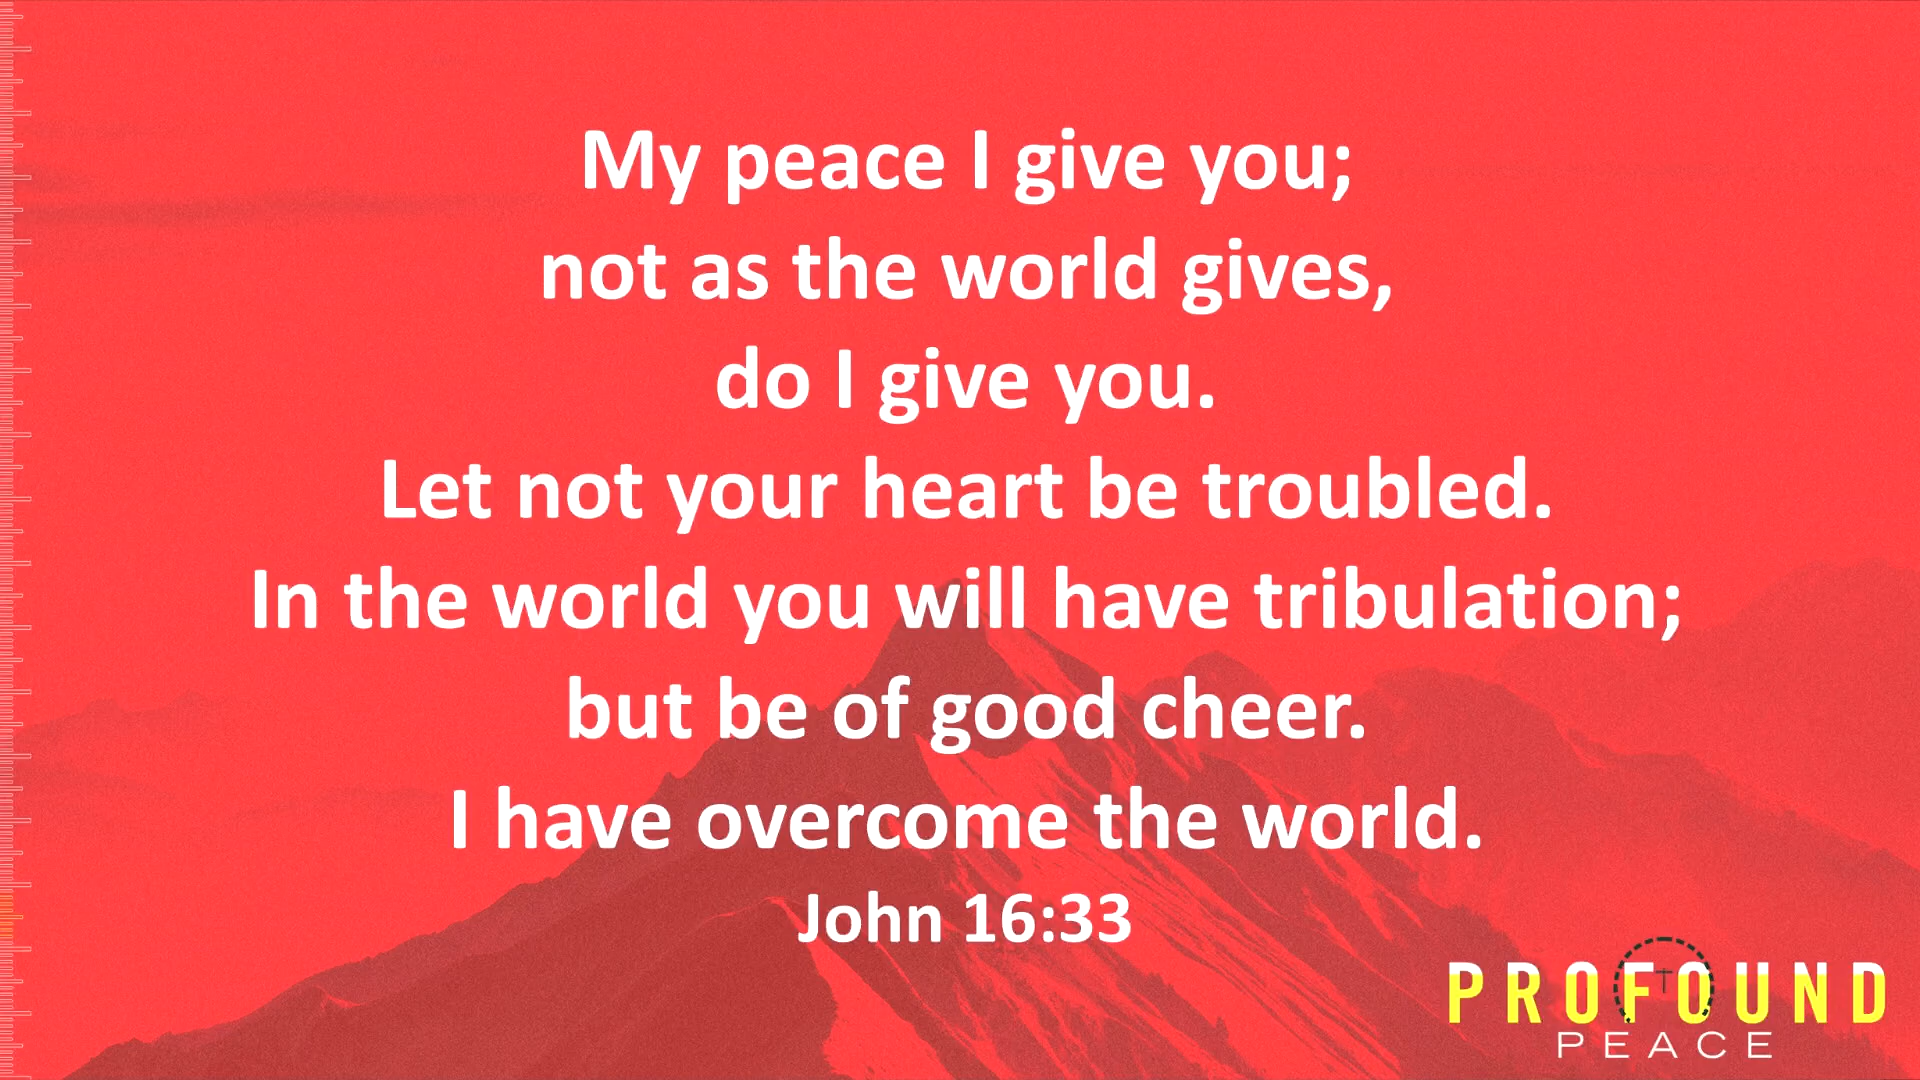 My peace I give you;
not as the world gives,
do I give you.
Let not your heart be troubled.
In the world you will have tribulation;
but be of good cheer.
I have overcome the world.
John 16:33
PROFOUND
PEACE